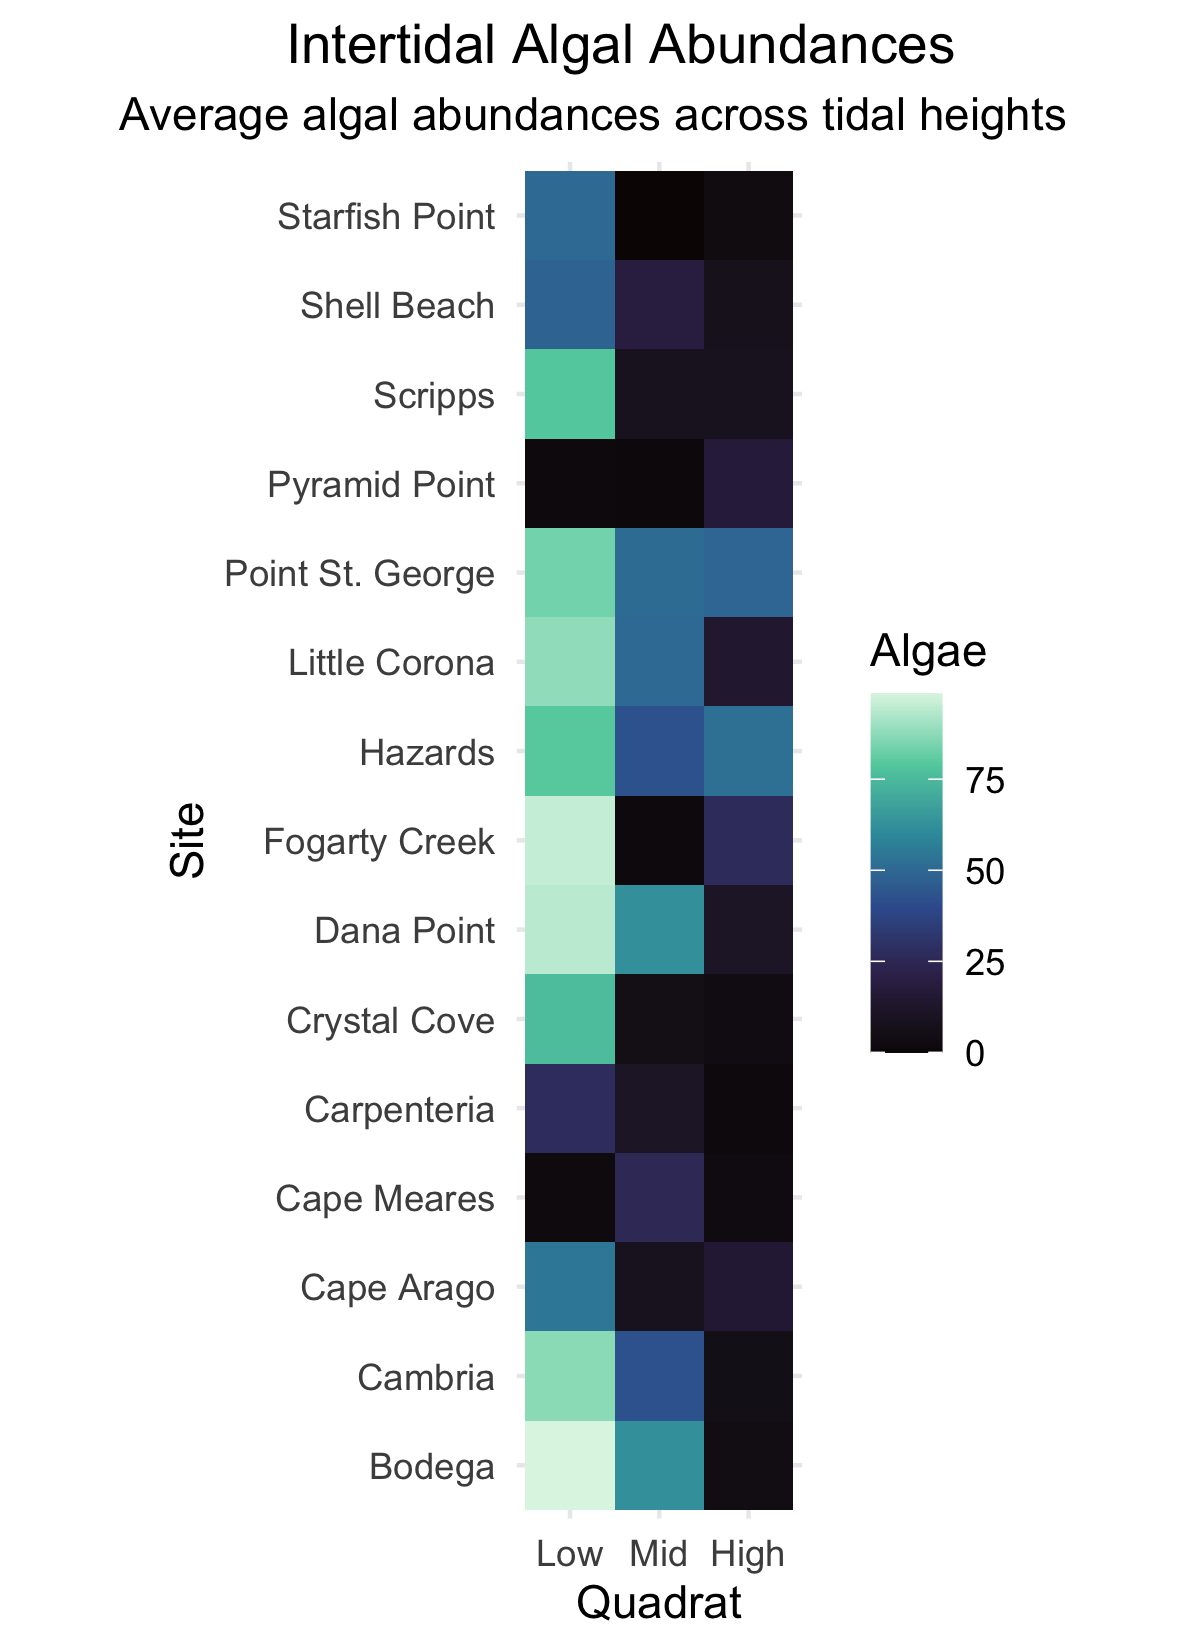 Intertidal Algal Abundances
Average algal abundances across tidal heights
Starfish Point
Shell Beach
Scripps
Pyramid Point
Point St. George
Little Corona
Hazards
Fogarty Creek
Dana Point
Crystal Cove
Carpenteria
Cape Meares
Cape Arago
Cambria
Bodega
Site
Low Mid High
Quadrat
Algae
75
50
25
0